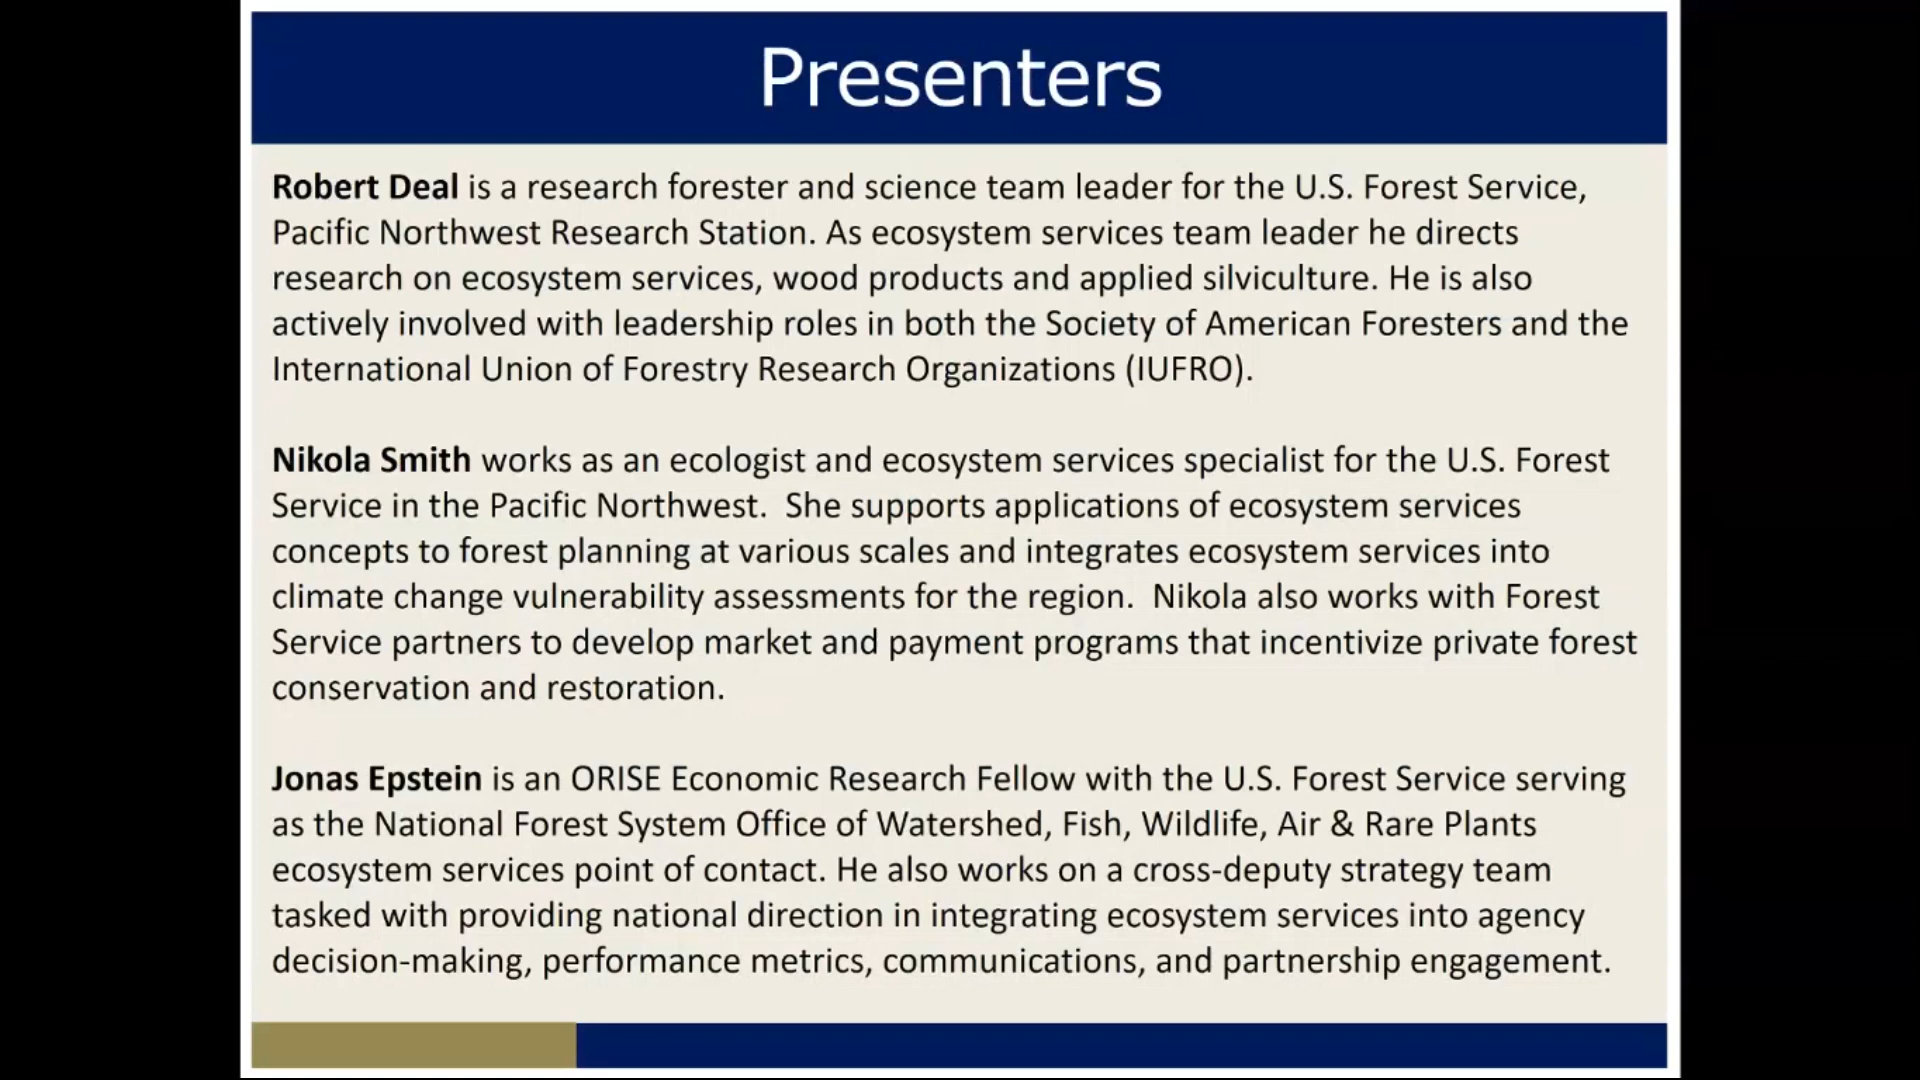 Presenters
Robert Deal is a research forester and science team leader for the U.S. Forest Service,
Pacific Northwest Research Station. As ecosystem services team leader he directs
research on ecosystem services, wood products and applied silviculture. He is also
actively involved with leadership roles in both the Society of American Foresters and the
International Union of Forestry Research Organizations (IUFRO).
Nikola Smith works as an ecologist and ecosystem services specialist for the U.S. Forest
Service in the Pacific Northwest.  She supports applications of ecosystem services
concepts to forest planning at various scales and integrates ecosystem services into
climate change vulnerability assessments for the region.  Nikola also works with Forest
Service partners to develop market and payment programs that incentivize private forest
conservation and restoration.
Jonas Epstein is an ORISE Economic Research Fellow with the U.S. Forest Service serving
as the National Forest System Office of Watershed, Fish, Wildlife, Air & Rare Plants
ecosystem services point of contact. He also works on a cross-deputy strategy team
tasked with providing national direction in integrating ecosystem services into agency
decision-making, performance metrics, communications, and partnership engagement.